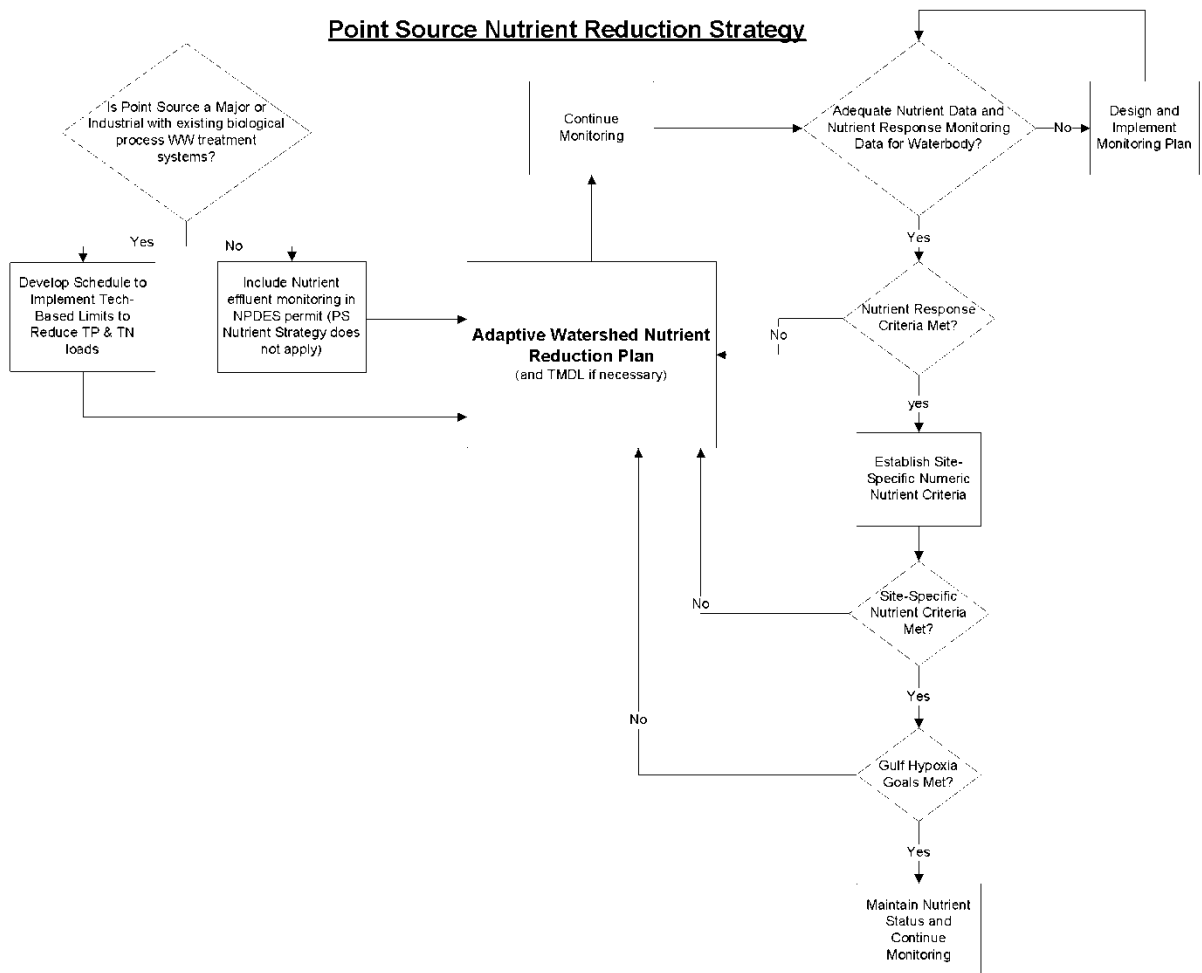 Point Source Nutrient Reduction Strategy
Is Point Source a Major or
Industrial with existing biological
process WW treatment
systems?
Yes
No
Develop Schedule to
Implement Tech-
Based Limits to
Reduce TP & TN
loads
Include Nutrient
effluent monitoring in
NPDES permit (PS
Nutrient Strategy does
not apply)
Continue
Monitoring
Adaptive Watershed Nutrient
Reduction Plan
(and TMDL if necessary)
Adequate Nutrient Data and
Nutrient Response Monitoring
Data for Waterbody?
No
Design and
Implement
Monitoring Plan
Yes
Nutrient Response
Criteria Met?
No
yes
Establish Site-
Specific Numeric
Nutrient Criteria
Site-Specific
Nutrient Criteria
Met?
No
Yes
Gulf Hypoxia
Goals Met?
No
Yes
Maintain Nutrient
Status and
Continue
Monitoring